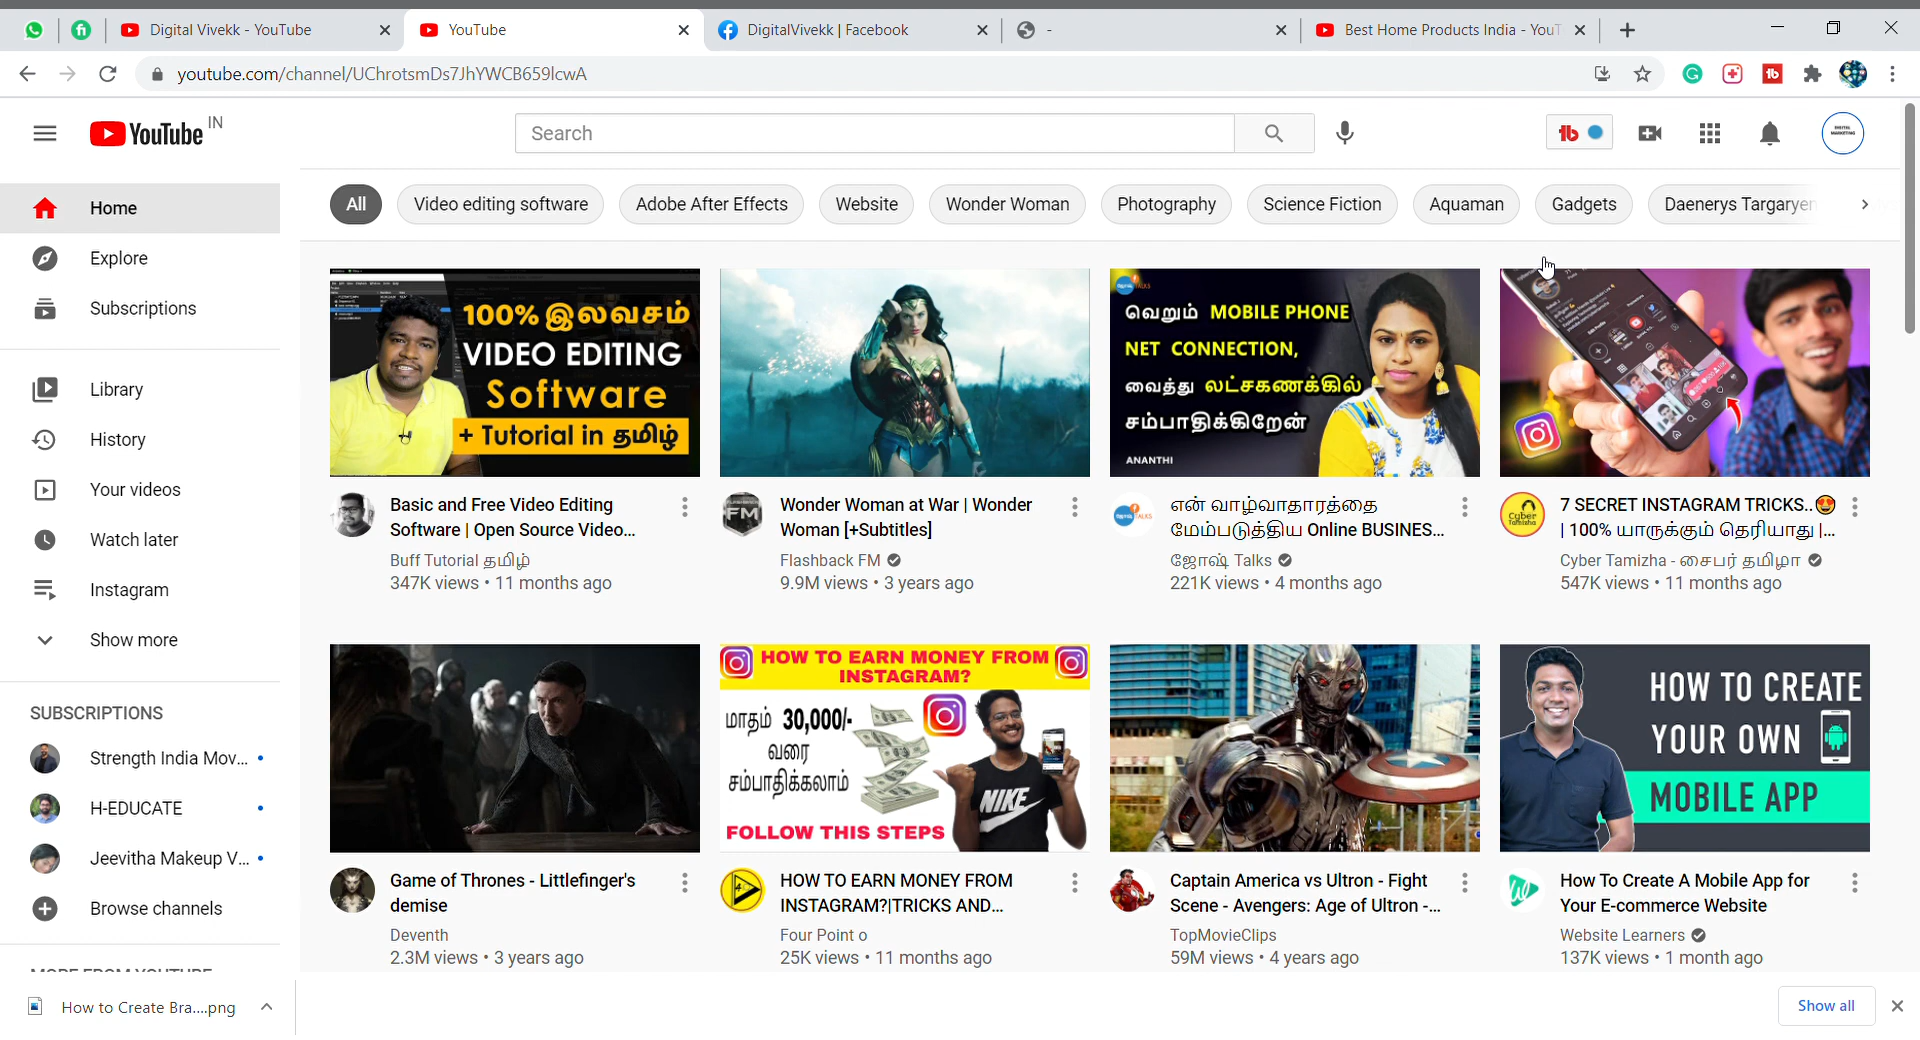 Digital Vivekk - YouTube
YouTube
DigitalVivekk | Facebook
-
Best Home Products India - YouT
youtube.com/channel/UChrotsmDs7JhYWCB659lcwA
YouTube IN
Search
Home
Explore
Subscriptions
Library
History
Your videos
Watch later
Instagram
Show more
SUBSCRIPTIONS
Strength India Mov...
H-EDUCATE
Jeevitha Makeup V...
Browse channels
MORE FROM YOUTUBE
All
Video editing software
Adobe After Effects
Website
Wonder Woman
Photography
Science Fiction
Aquaman
Gadgets
Daenerys Targaryen
100% இலவசம்
VIDEO EDITING
Software
+ Tutorial in தமிழ்
Basic and Free Video Editing
Software | Open Source Video...
Buff Tutorial தமிழ்
347K views • 11 months ago
Wonder Woman at War | Wonder
Woman [+Subtitles]
Flashback FM
9.9M views • 3 years ago
வெறும் MOBILE PHONE
NET CONNECTION,
வைத்து லட்சகணக்கில்
சம்பாதிக்கிறேன்
ANANTHI
என் வாழ்வாதாரத்தை
மேம்படுத்திய Online BUSINES...
ஜோஷ் Talks
221K views • 4 months ago
7 SECRET INSTAGRAM TRICKS..😍
| 100% யாருக்கும் தெரியாது |...
Cyber Tamizha - சைபர் தமிழா
547K views • 11 months ago
Game of Thrones - Littlefinger's
demise
Deventh
2.3M views • 3 years ago
HOW TO EARN MONEY FROM
INSTAGRAM?
மாதம் 30,000/-
வரை
சம்பாதிக்கலாம்
FOLLOW THIS STEPS
NIKE
HOW TO EARN MONEY FROM
INSTAGRAM?|TRICKS AND...
Four Point o
25K views • 11 months ago
Captain America vs Ultron - Fight
Scene - Avengers: Age of Ultron -...
TopMovieClips
59M views • 4 years ago
HOW TO CREATE
YOUR OWN
MOBILE APP
How To Create A Mobile App for
Your E-commerce Website
Website Learners
137K views • 1 month ago
How to Create Bra....png
Show all